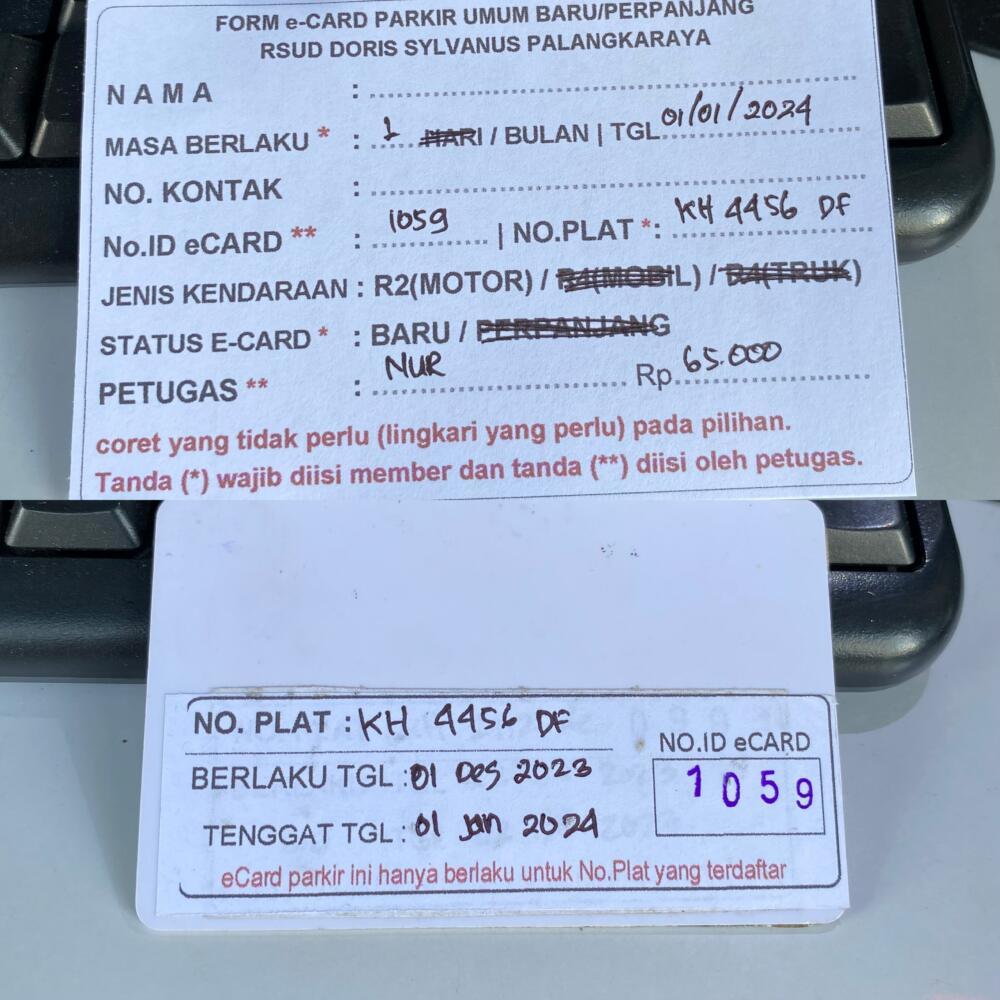 FORM e-CARD PARKIR UMUM BARU/PERPANJANG
RSUD DORIS SYLVANUS PALANGKARAYA
N A M A :
MASA BERLAKU * : 1 HARI / BULAN | TGL 01/01/2024
NO. KONTAK :
No.ID eCARD ** : 1059 | NO.PLAT *: KH 4456 DF
JENIS KENDARAAN : R2(MOTOR) / R4(MOBIL) / R4(TRUK)
STATUS E-CARD * : BARU / PERPANJANG
PETUGAS ** : NUR Rp 65.000
coret yang tidak perlu (lingkari yang perlu) pada pilihan.
Tanda (*) wajib diisi member dan tanda (**) diisi oleh petugas.
NO. PLAT : KH 4456 DF
NO.ID eCARD
BERLAKU TGL : 01 Des 2023
1059
TENGGAT TGL : 01 Jan 2024
eCard parkir ini hanya berlaku untuk No.Plat yang terdaftar